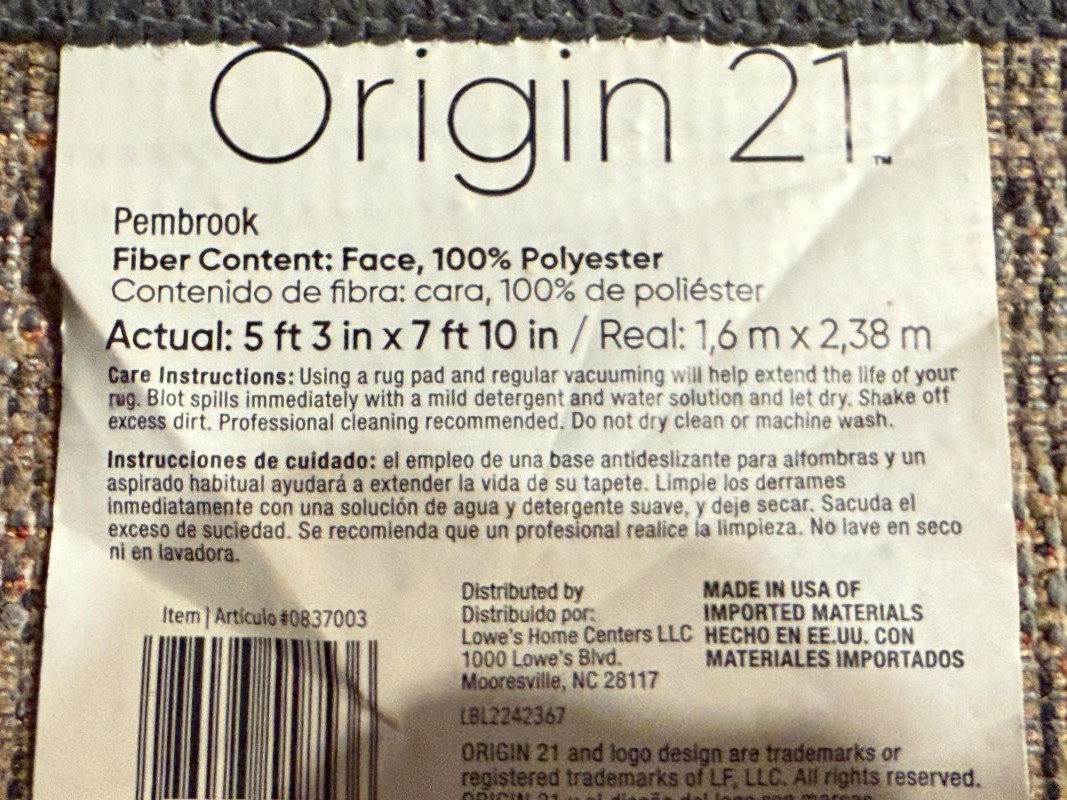 Origin 21™
Pembrook
Fiber Content: Face, 100% Polyester
Contenido de fibra: cara, 100% de poliéster
Actual: 5 ft 3 in x 7 ft 10 in / Real: 1,6 m x 2,38 m
Care Instructions: Using a rug pad and regular vacuuming will help extend the life of your
rug. Blot spills immediately with a mild detergent and water solution and let dry. Shake off
excess dirt. Professional cleaning recommended. Do not dry clean or machine wash.
Instrucciones de cuidado: el empleo de una base antideslizante para alfombras y un
aspirado habitual ayudará a extender la vida de su tapete. Limpie los derrames
inmediatamente con una solución de agua y detergente suave, y deje secar. Sacuda el
exceso de suciedad. Se recomienda que un profesional realice la limpieza. No lave en seco
ni en lavadora.
Item | Artículo #0837003
Distributed by
Distribuido por:
Lowe's Home Centers LLC
1000 Lowe's Blvd.
Mooresville, NC 28117
MADE IN USA OF
IMPORTED MATERIALS
HECHO EN EE.UU. CON
MATERIALES IMPORTADOS
LBL2242367
ORIGIN 21 and logo design are trademarks or
registered trademarks of LF, LLC. All rights reserved.
ORIGIN 21 y el diseño del logo son marcas